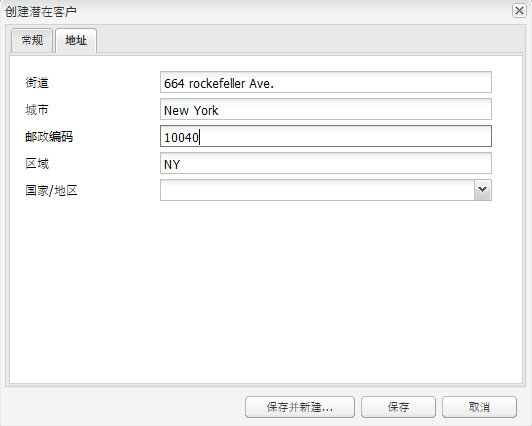 创建潜在客户
常规 地址
街道 664 rockefeller Ave.
城市 New York
邮政编码 10040
区域 NY
国家/地区
保存并新建... 保存 取消